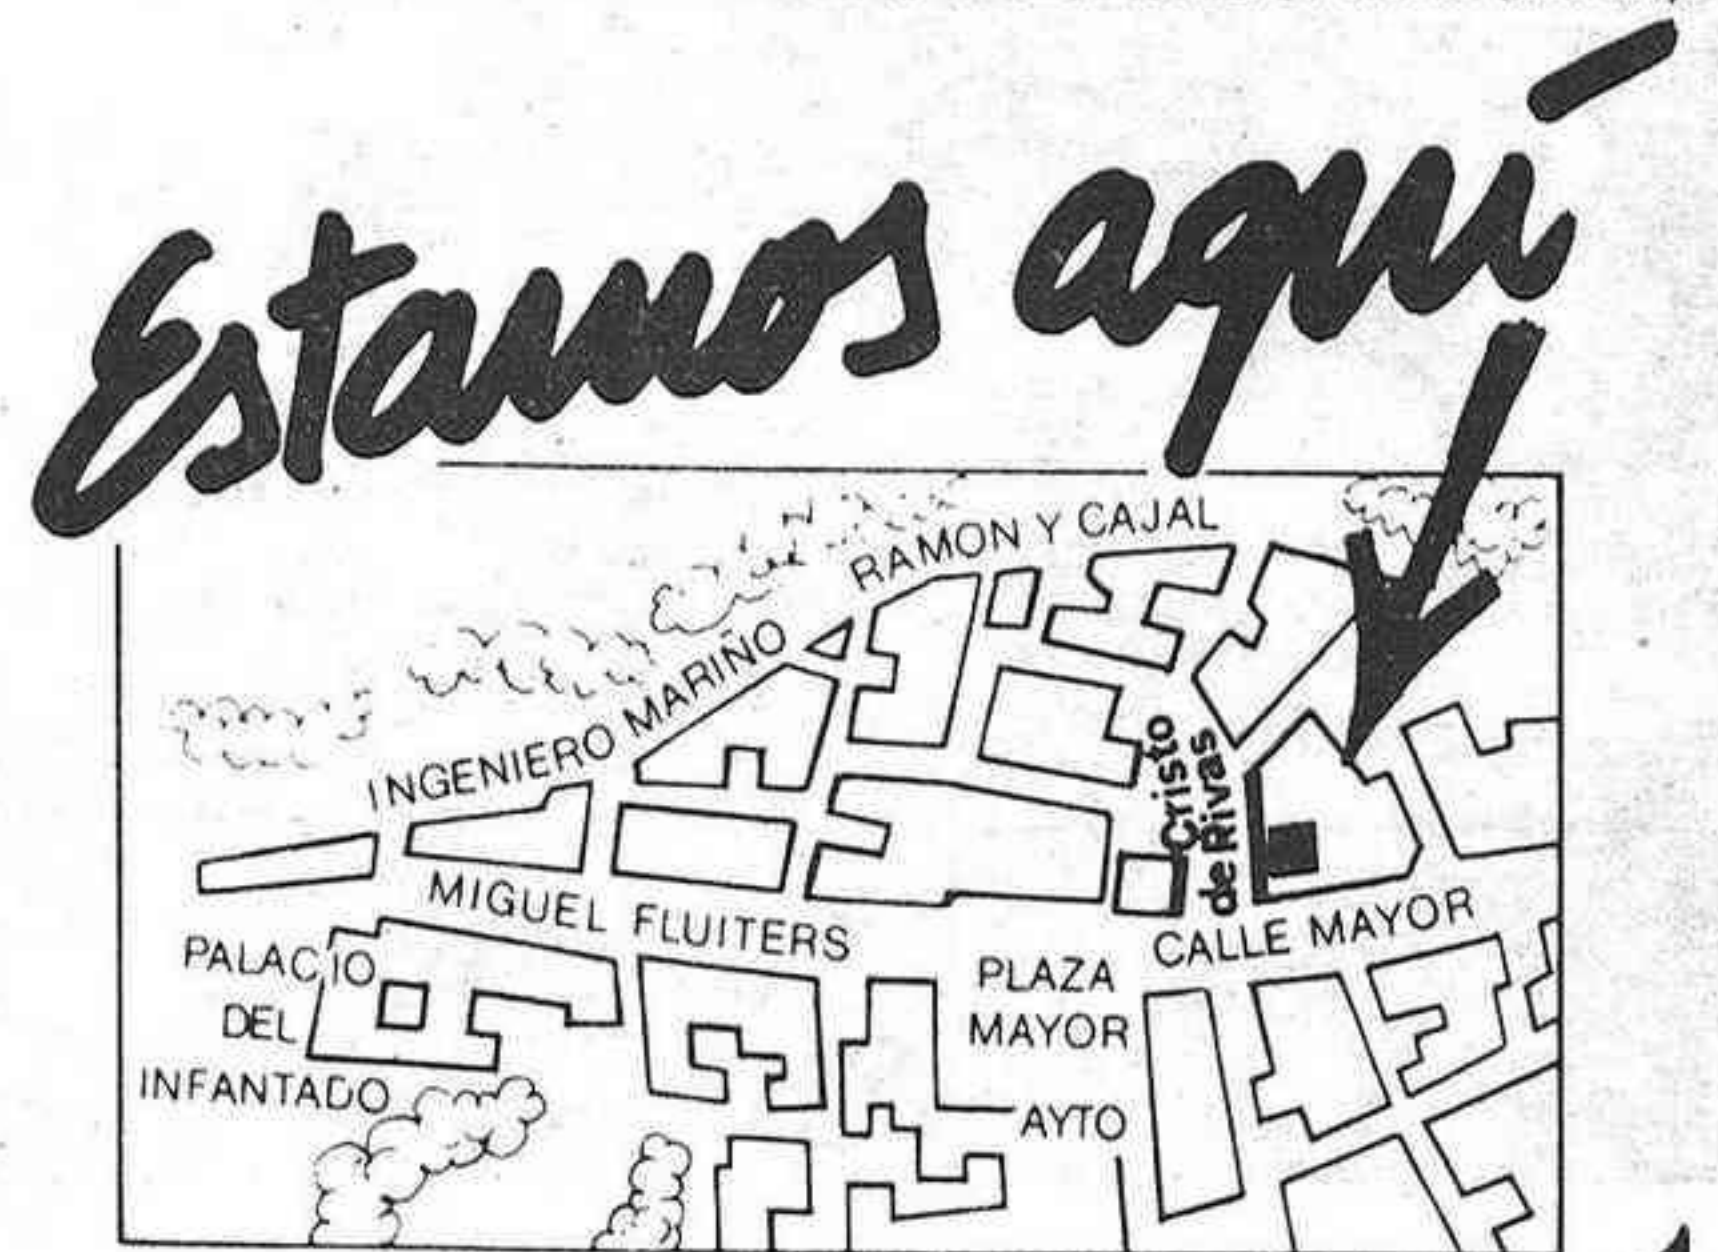 Estamos aquí
RAMON Y CAJAL
INGENIERO MARIÑO
Cristo
de Rivas
MIGUEL FLUITERS
CALLE MAYOR
PALACIO
DEL
INFANTADO
PLAZA
MAYOR
AYTO